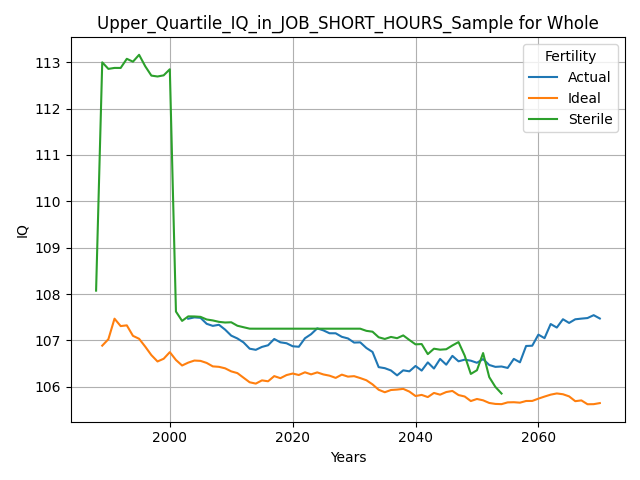 Upper_Quartile_IQ_in_JOB_SHORT_HOURS_Sample for Whole
Fertility
Actual
Ideal
Sterile
IQ
113
112
111
110
109
108
107
106
2000
2020
2040
2060
Years